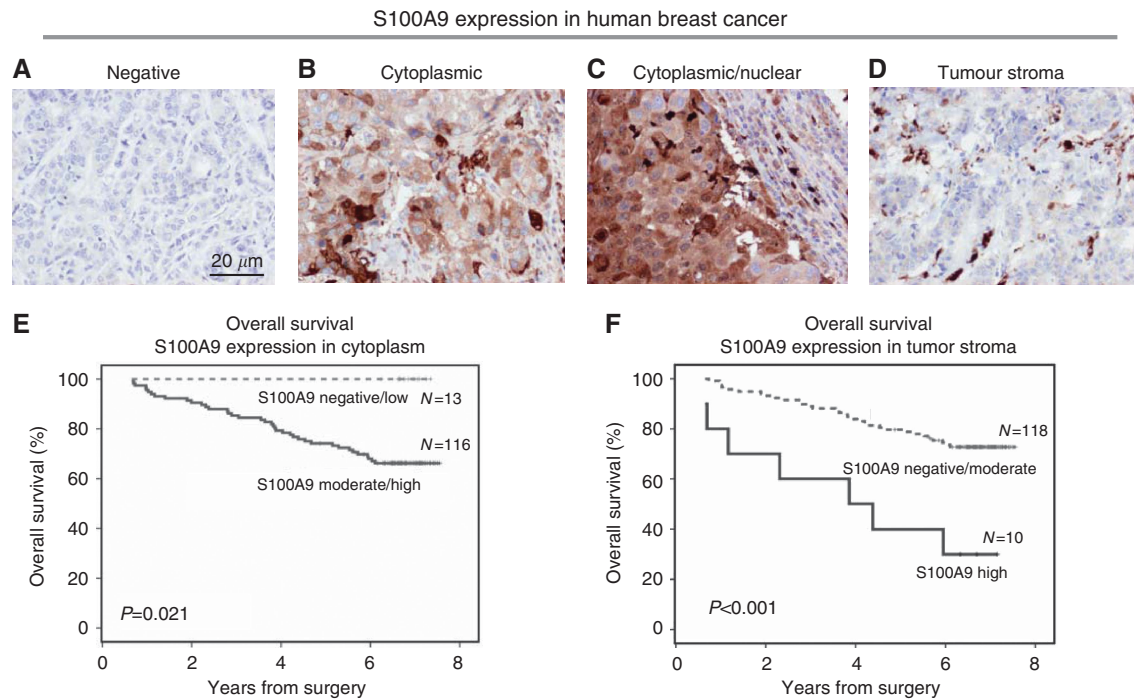 S100A9 expression in human breast cancer
A Negative
B Cytoplasmic
C Cytoplasmic/nuclear
D Tumour stroma
20 μm
E Overall survival
S100A9 expression in cytoplasm
100
80
60
40
20
0
Overall survival (%)
S100A9 negative/low N=13
N=116
S100A9 moderate/high
P=0.021
0 2 4 6 8
Years from surgery
F Overall survival
S100A9 expression in tumor stroma
100
80
60
40
20
0
Overall survival (%)
N=118
S100A9 negative/moderate
N=10
S100A9 high
P<0.001
0 2 4 6 8
Years from surgery